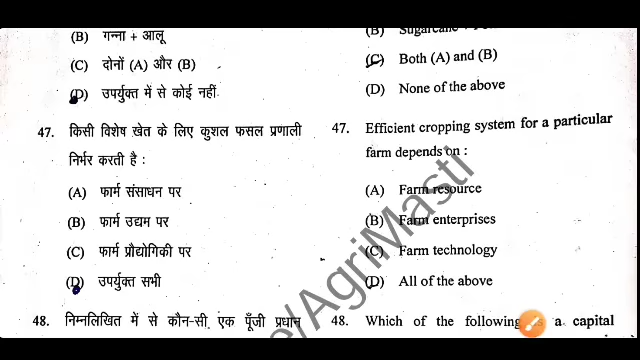 (B) गन्ना + आलू
(C) दोनों (A) और (B)
(D) उपर्युक्त में से कोई नहीं
47. किसी विशेष खेत के लिए कुशल फसल प्रणाली
निर्भर करती है :
(A) फार्म संसाधन पर
(B) फार्म उद्यम पर
(C) फार्म प्रौद्योगिकी पर
(D) उपर्युक्त सभी
48. निम्नलिखित में से कौन-सी एक पूँजी प्रधान
(B) Sugarcane +
(C) Both (A) and (B)
(D) None of the above
47. Efficient cropping system for a particular
farm depends on :
(A) Farm resource
(B) Farm enterprises
(C) Farm technology
(D) All of the above
48. Which of the following is a capital
e/AgriMasti